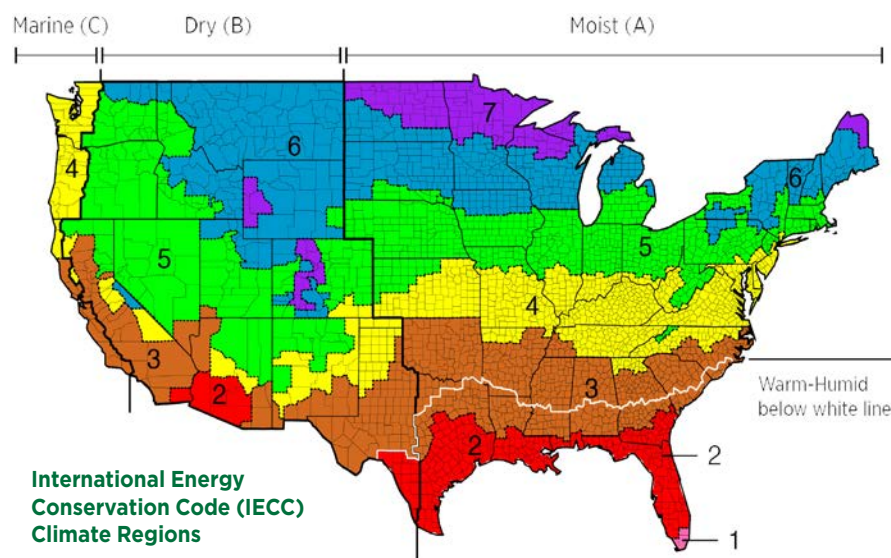 Marine (C) Dry (B) Moist (A)
7
6
6
4
6
5
5
4
3
3
Warm-Humid
below white line
2
2
2
1
International Energy
Conservation Code (IECC)
Climate Regions